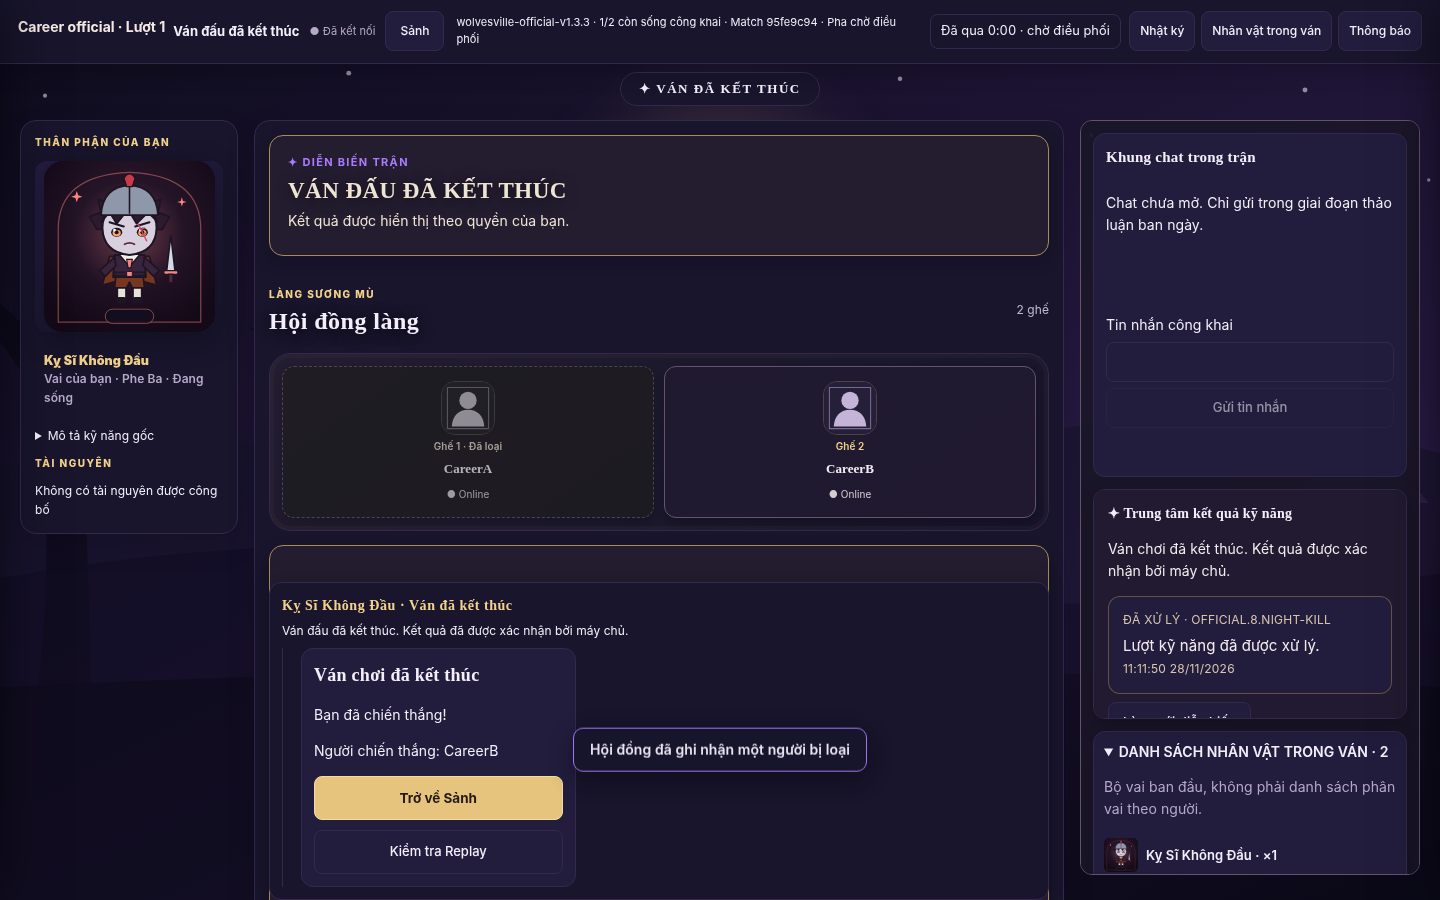 Career official · Lượt 1
Ván đấu đã kết thúc
Đã kết nối
Sảnh
wolvesville-official-v1.3.3 · 1/2 còn sống công khai · Match 95fe9c94 · Pha chờ điều
phối
Đã qua 0:00 · chờ điều phối
Nhật ký
Nhân vật trong ván
Thông báo
✦ VÁN ĐÃ KẾT THÚC
THÂN PHẬN CỦA BẠN
Kỵ Sĩ Không Đầu
Vai của bạn · Phe Ba · Đang
sống
▶ Mô tả kỹ năng gốc
TÀI NGUYÊN
Không có tài nguyên được công
bố
✦ DIỄN BIẾN TRẬN
VÁN ĐẤU ĐÃ KẾT THÚC
Kết quả được hiển thị theo quyền của bạn.
LÀNG SƯƠNG MÙ
Hội đồng làng
2 ghế
Ghế 1 · Đã loại
CareerA
Online
Ghế 2
CareerB
Online
Kỵ Sĩ Không Đầu · Ván đã kết thúc
Ván đấu đã kết thúc. Kết quả đã được xác nhận bởi máy chủ.
Ván chơi đã kết thúc
Bạn đã chiến thắng!
Người chiến thắng: CareerB
Trở về Sảnh
Kiểm tra Replay
Hội đồng đã ghi nhận một người bị loại
Khung chat trong trận
Chat chưa mở. Chỉ gửi trong giai đoạn thảo
luận ban ngày.
Tin nhắn công khai
Gửi tin nhắn
✦ Trung tâm kết quả kỹ năng
Ván chơi đã kết thúc. Kết quả được xác
nhận bởi máy chủ.
ĐÃ XỬ LÝ · OFFICIAL.8.NIGHT-KILL
Lượt kỹ năng đã được xử lý.
11:11:50 28/11/2026
▼ DANH SÁCH NHÂN VẬT TRONG VÁN · 2
Bộ vai ban đầu, không phải danh sách phân
vai theo người.
Kỵ Sĩ Không Đầu · ×1